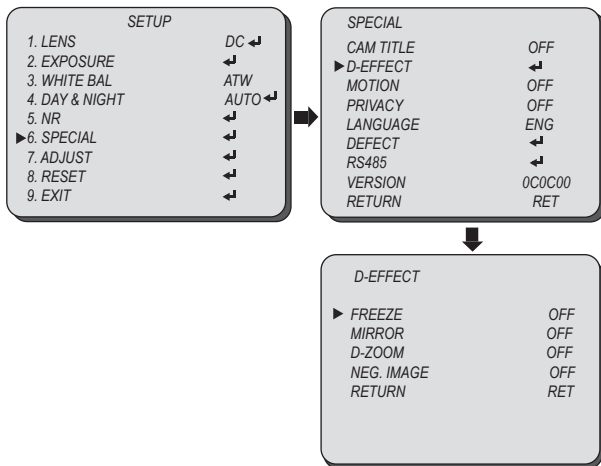 SETUP
1. LENS DC
2. EXPOSURE
3. WHITE BAL ATW
4. DAY & NIGHT AUTO
5. NR
6. SPECIAL
7. ADJUST
8. RESET
9. EXIT
SPECIAL
CAM TITLE OFF
D-EFFECT
MOTION OFF
PRIVACY OFF
LANGUAGE ENG
DEFECT
RS485
VERSION 0C0C00
RETURN RET
D-EFFECT
FREEZE OFF
MIRROR OFF
D-ZOOM OFF
NEG. IMAGE OFF
RETURN RET